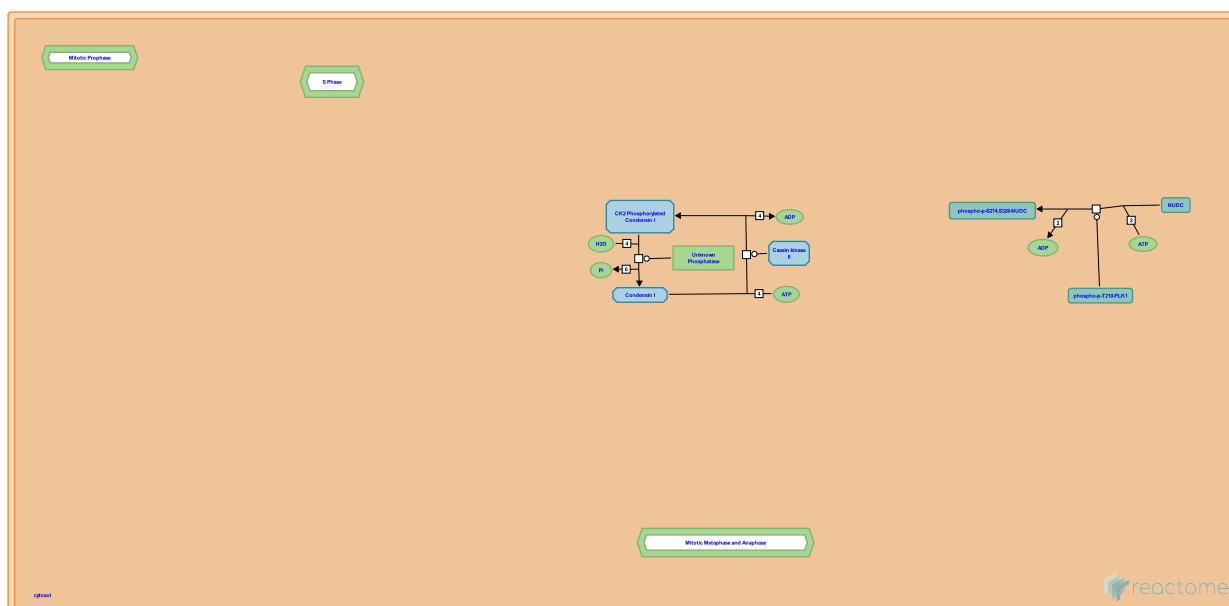 Mitotic Prophase
S Phase
CK2 Phosphorylated
Condensin I
4
ADP
H2O
4
Unknown
Phosphatase
Casein kinase
II
Pi
6
Condensin I
4
ATP
phospho-p-S274,S326-NUDC
NUDC
2
2
ADP
ATP
phospho-p-T210-PLK1
Mitotic Metaphase and Anaphase
cytosol
reactome